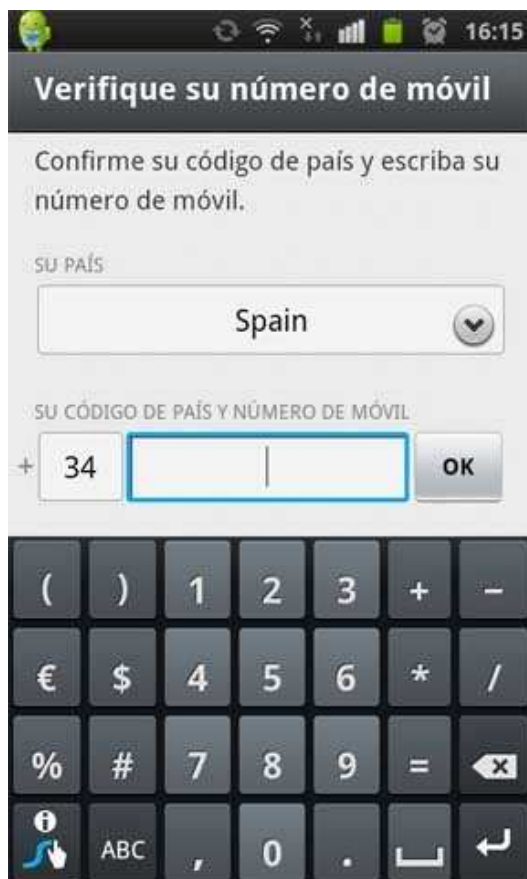 16:15
Verifique su número de móvil
Confirme su código de país y escriba su
número de móvil.
SU PAÍS
Spain
SU CÓDIGO DE PAÍS Y NÚMERO DE MÓVIL
+ 34 OK
( ) 1 2 3 + -
€ $ 4 5 6 * /
% # 7 8 9 =
ABC , 0 .